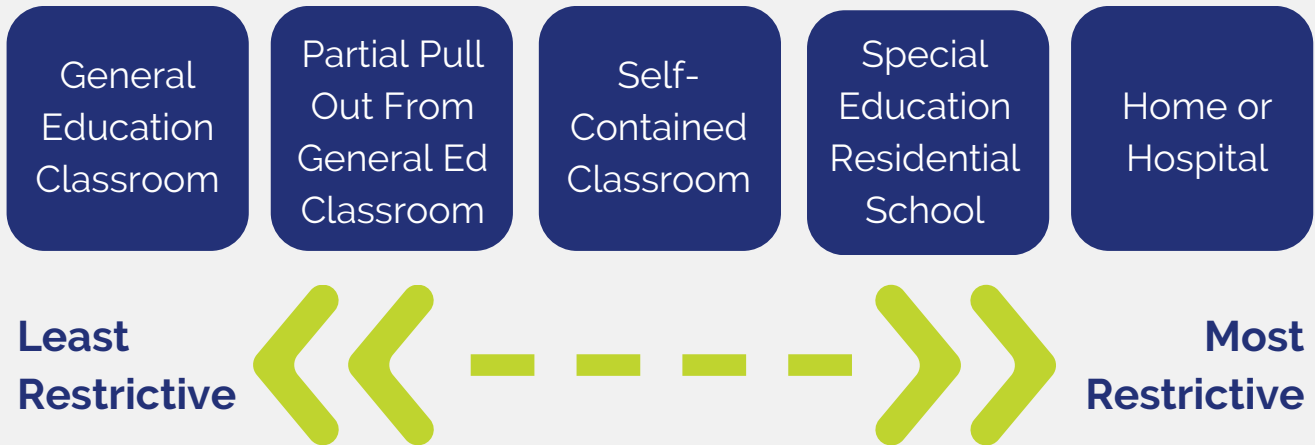 General
Education
Classroom
Partial Pull
Out From
General Ed
Classroom
Self-
Contained
Classroom
Special
Education
Residential
School
Home or
Hospital
Least
Restrictive
Most
Restrictive